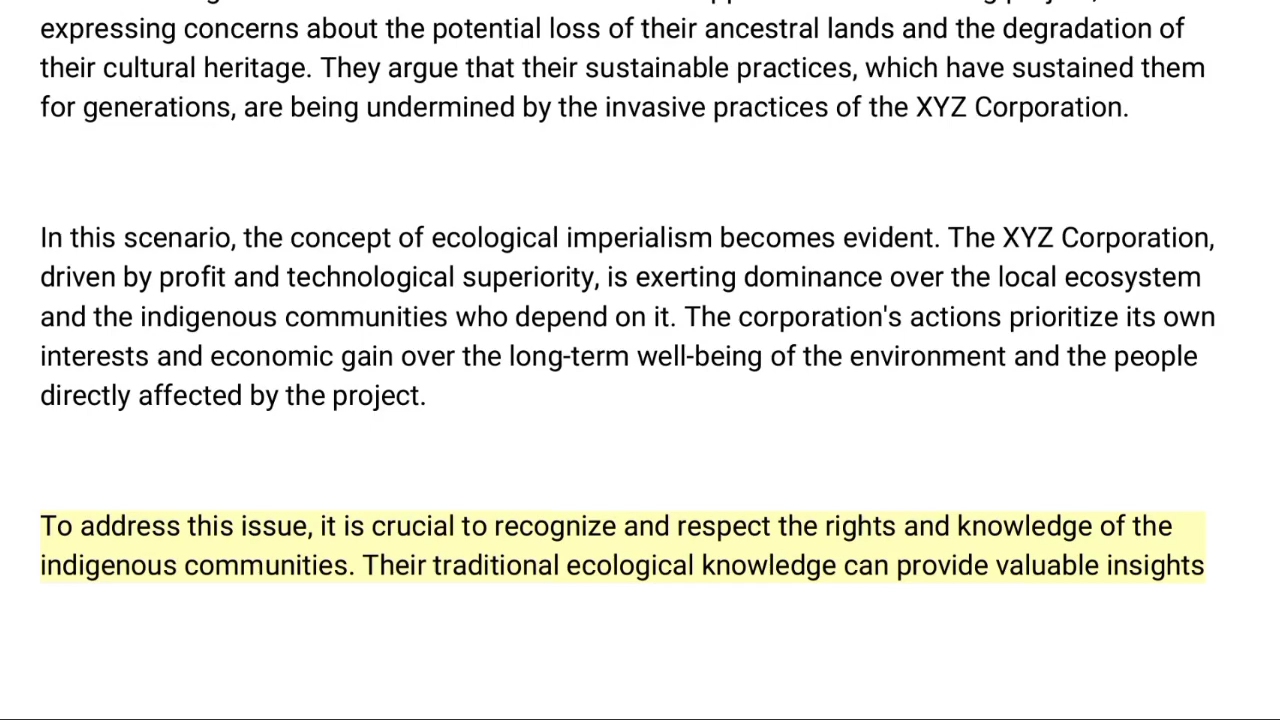 expressing concerns about the potential loss of their ancestral lands and the degradation of
their cultural heritage. They argue that their sustainable practices, which have sustained them
for generations, are being undermined by the invasive practices of the XYZ Corporation.
In this scenario, the concept of ecological imperialism becomes evident. The XYZ Corporation,
driven by profit and technological superiority, is exerting dominance over the local ecosystem
and the indigenous communities who depend on it. The corporation's actions prioritize its own
interests and economic gain over the long-term well-being of the environment and the people
directly affected by the project.
To address this issue, it is crucial to recognize and respect the rights and knowledge of the
indigenous communities. Their traditional ecological knowledge can provide valuable insights